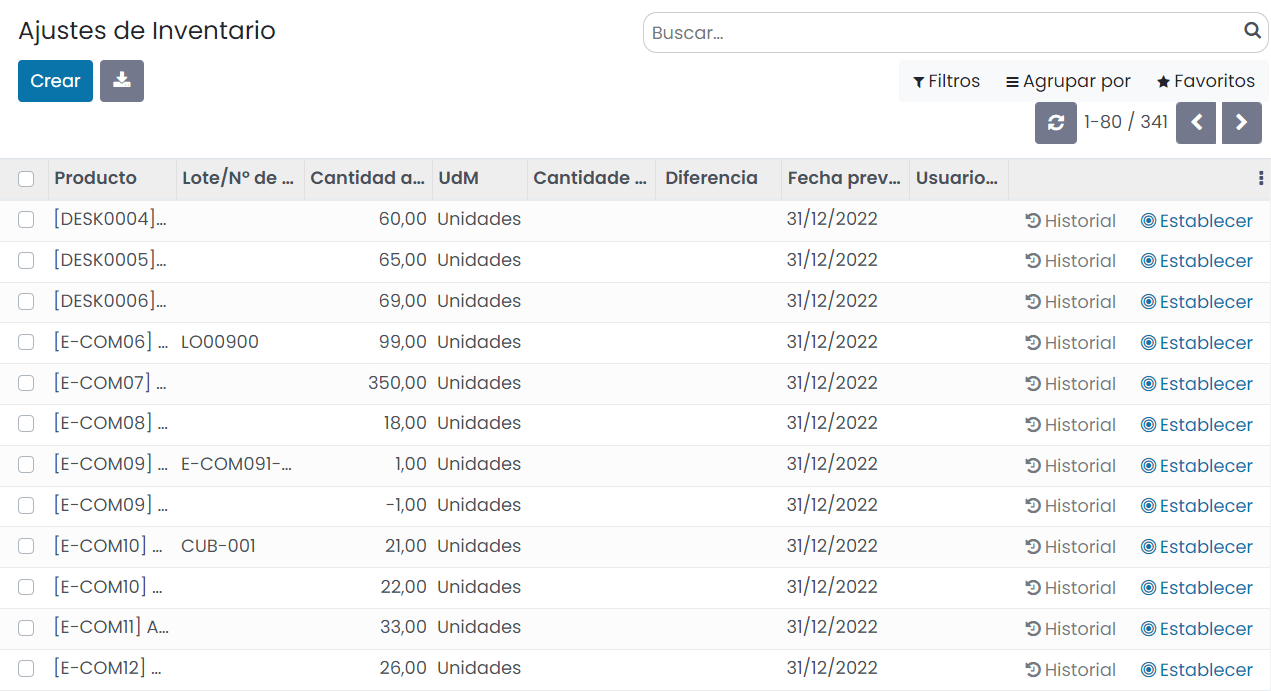 Ajustes de Inventario
Buscar...
Crear
Filtros Agrupar por Favoritos
1-80 / 341
Producto Lote/Nº de ... Cantidad a... UdM Cantidade ... Diferencia Fecha prev... Usuario...
[DESK0004]... 60,00 Unidades 31/12/2022 Historial Establecer
[DESK0005]... 65,00 Unidades 31/12/2022 Historial Establecer
[DESK0006]... 69,00 Unidades 31/12/2022 Historial Establecer
[E-COM06] ... LO00900 99,00 Unidades 31/12/2022 Historial Establecer
[E-COM07] ... 350,00 Unidades 31/12/2022 Historial Establecer
[E-COM08] ... 18,00 Unidades 31/12/2022 Historial Establecer
[E-COM09] ... E-COM091-... 1,00 Unidades 31/12/2022 Historial Establecer
[E-COM09] ... -1,00 Unidades 31/12/2022 Historial Establecer
[E-COM10] ... CUB-001 21,00 Unidades 31/12/2022 Historial Establecer
[E-COM10] ... 22,00 Unidades 31/12/2022 Historial Establecer
[E-COM11] A... 33,00 Unidades 31/12/2022 Historial Establecer
[E-COM12] ... 26,00 Unidades 31/12/2022 Historial Establecer